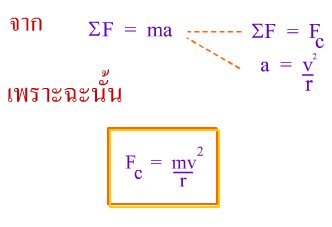 จาก ΣF = ma ΣF = Fc
a = v²/r
เพราะฉะนั้น
Fc = mv²/r